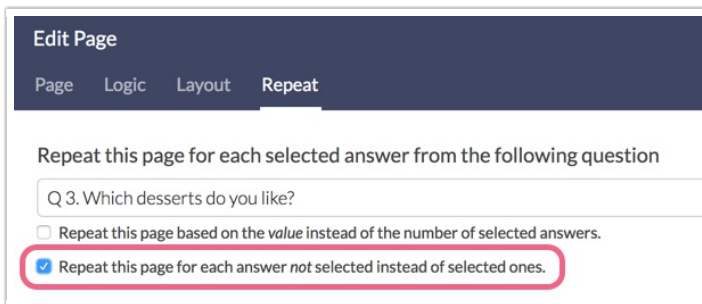 Edit Page
Page Logic Layout Repeat
Repeat this page for each selected answer from the following question
Q 3. Which desserts do you like?
Repeat this page based on the value instead of the number of selected answers.
Repeat this page for each answer not selected instead of selected ones.